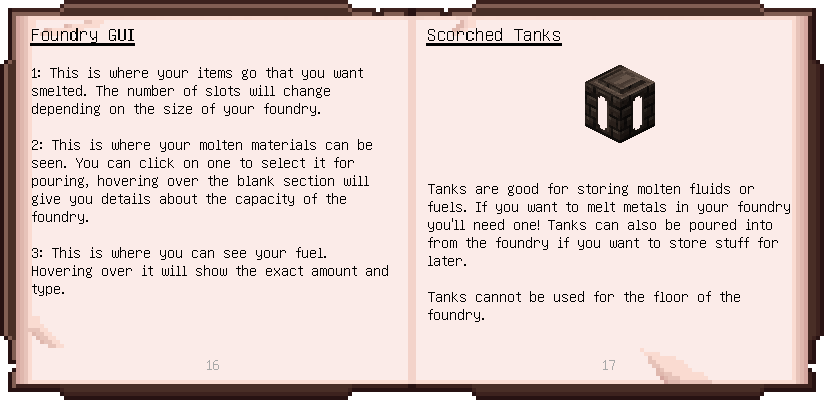 Foundry GUI
1: This is where your items go that you want
smelted. The number of slots will change
depending on the size of your foundry.
2: This is where your molten materials can be
seen. You can click on one to select it for
pouring, hovering over the blank section will
give you details about the capacity of the
foundry.
3: This is where you can see your fuel.
Hovering over it will show the exact amount and
type.
16
Scorched Tanks
Tanks are good for storing molten fluids or
fuels. If you want to melt metals in your foundry
you'll need one! Tanks can also be poured into
from the foundry if you want to store stuff for
later.
Tanks cannot be used for the floor of the
foundry.
17